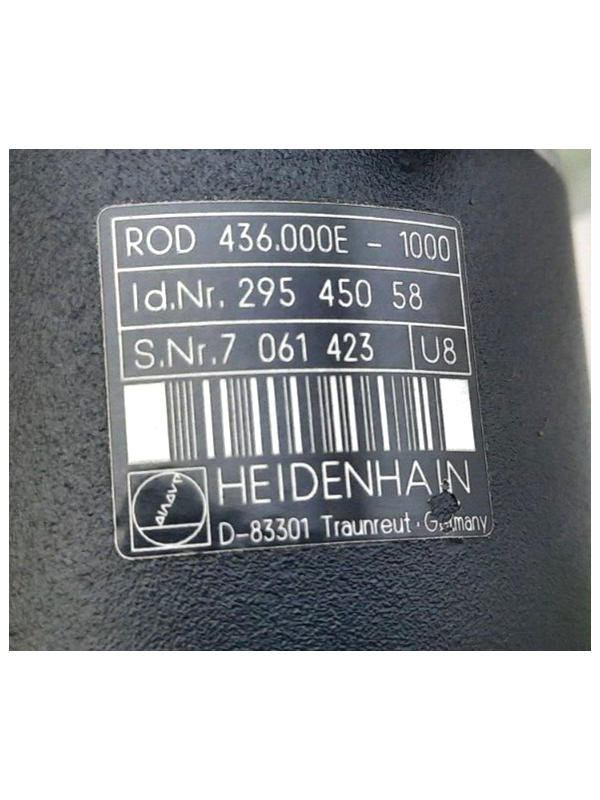 ROD 436.000E - 1000
Id.Nr. 295 450 58
S.Nr.7 061 423 U8
HEIDENHAIN
D-83301 Traunreut · Germany